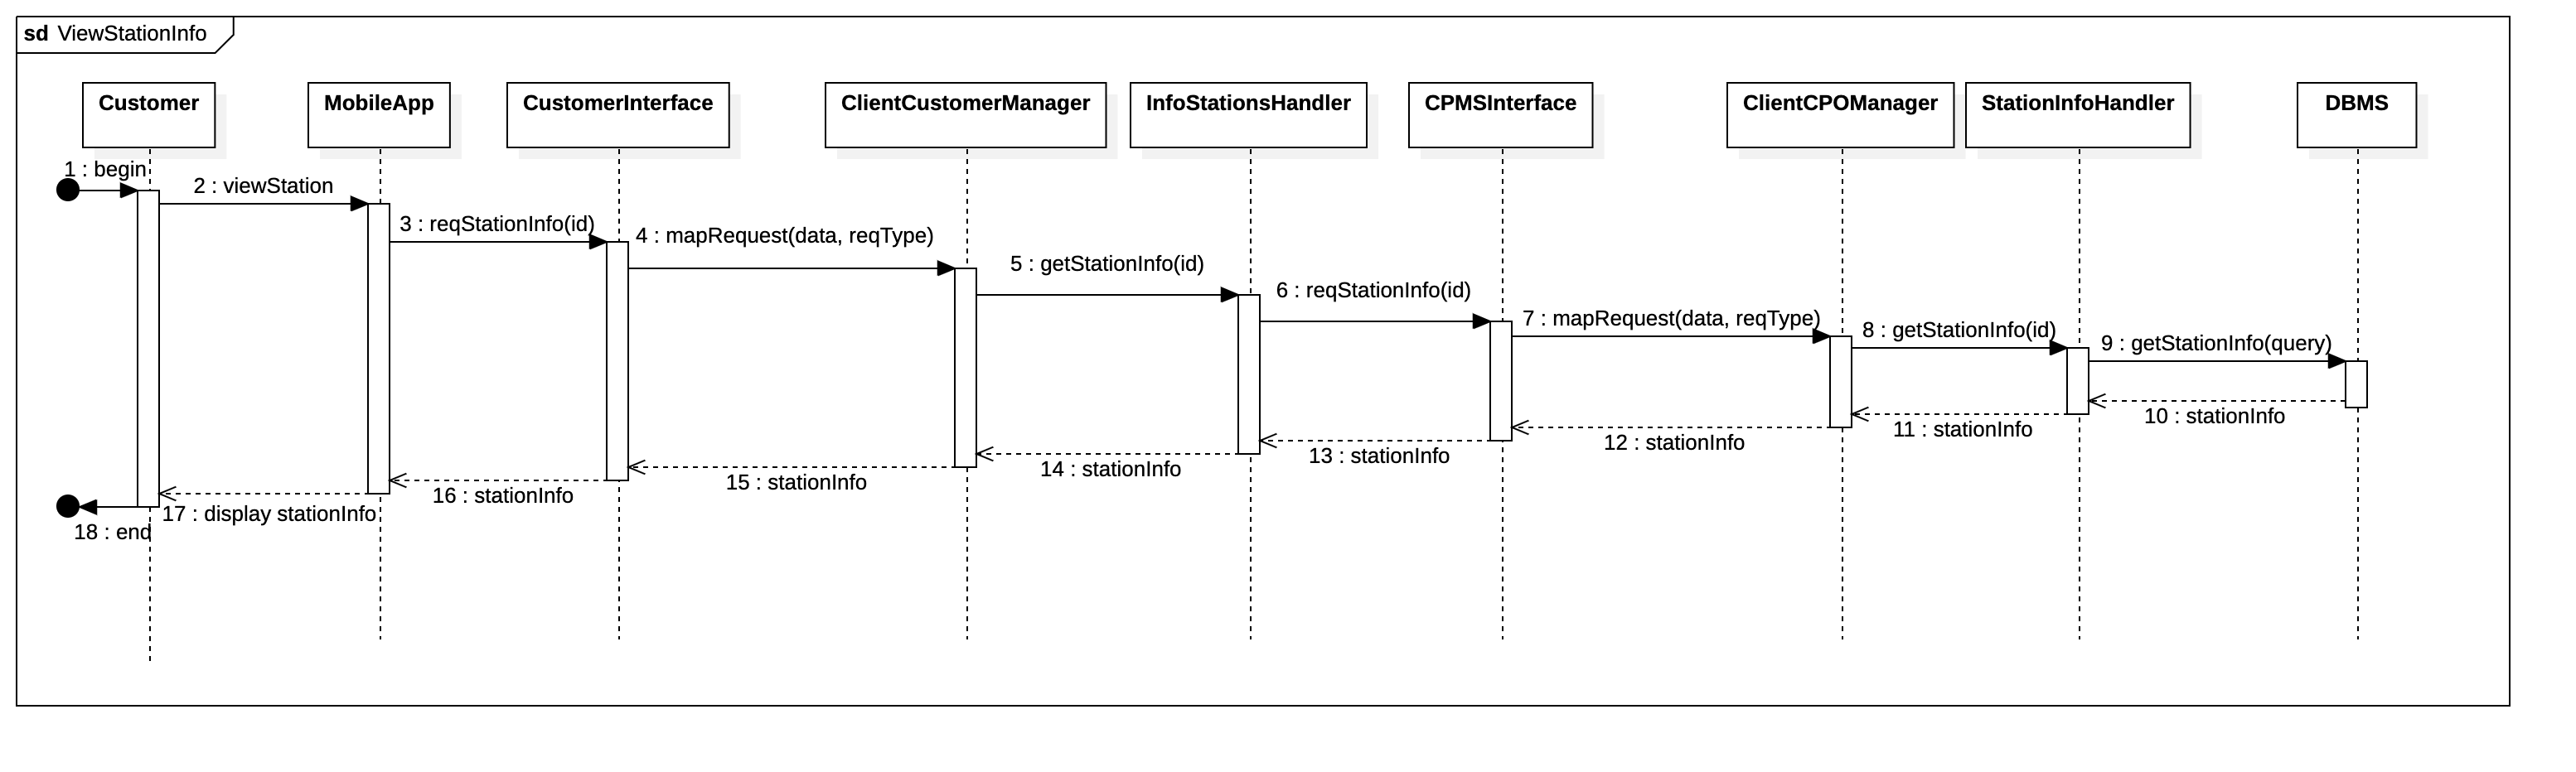 sd ViewStationInfo
Customer
MobileApp
CustomerInterface
ClientCustomerManager
InfoStationsHandler
CPMSInterface
ClientCPOManager
StationInfoHandler
DBMS
1 : begin
2 : viewStation
3 : reqStationInfo(id)
4 : mapRequest(data, reqType)
5 : getStationInfo(id)
6 : reqStationInfo(id)
7 : mapRequest(data, reqType)
8 : getStationInfo(id)
9 : getStationInfo(query)
10 : stationInfo
11 : stationInfo
12 : stationInfo
13 : stationInfo
14 : stationInfo
15 : stationInfo
16 : stationInfo
17 : display stationInfo
18 : end